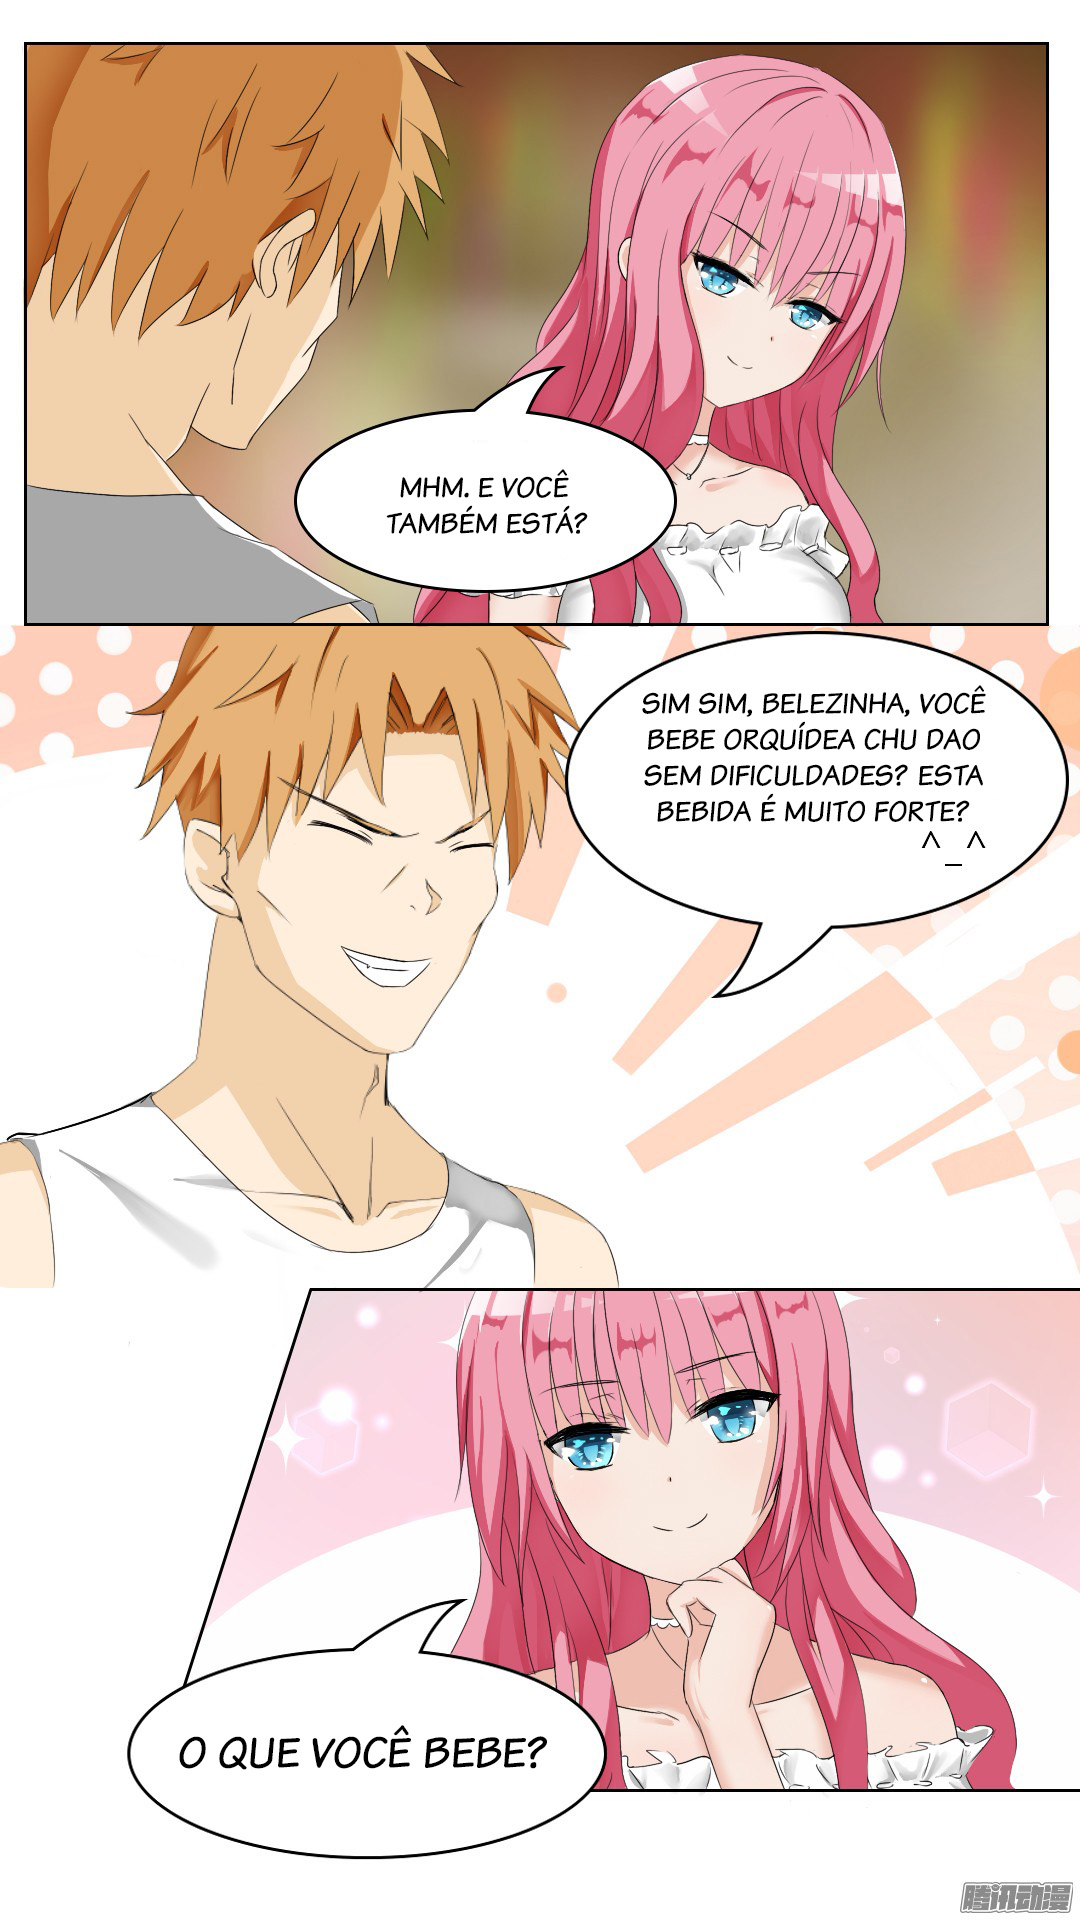 MHM. E VOCÊ
TAMBÉM ESTÁ?
SIM SIM, BELEZINHA, VOCÊ
BEBE ORQUÍDEA CHU DAO
SEM DIFICULDADES? ESTA
BEBIDA É MUITO FORTE?
^_^
O QUE VOCÊ BEBE?
腾讯动漫